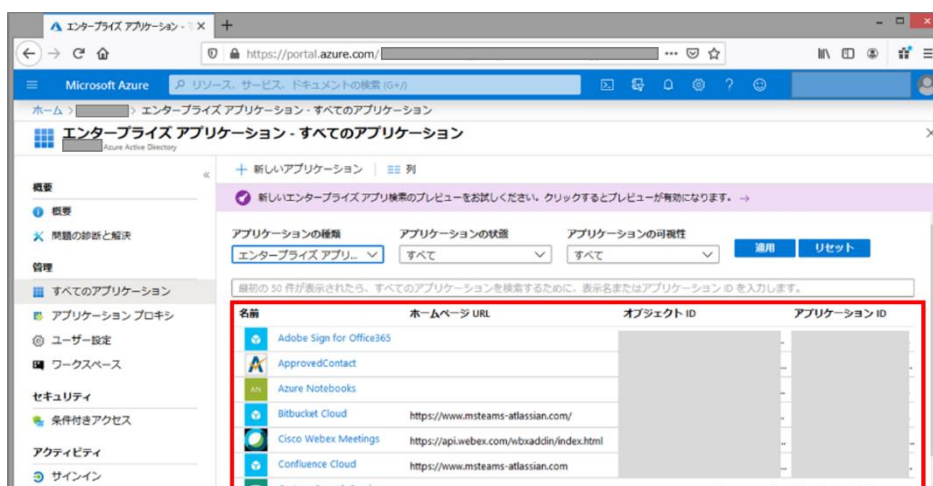 エンタープライズ アプリケーション - す
https://portal.azure.com/
Microsoft Azure
リソース、サービス、ドキュメントの検索 (G+/)
ホーム > > エンタープライズ アプリケーション - すべてのアプリケーション
エンタープライズ アプリケーション - すべてのアプリケーション
Azure Active Directory
+ 新しいアプリケーション
列
新しいエンタープライズ アプリ検索のプレビューをお試しください。クリックするとプレビューが有効になります。 →
概要
概要
問題の診断と解決
管理
すべてのアプリケーション
アプリケーション プロキシ
ユーザー設定
ワークスペース
セキュリティ
条件付きアクセス
アクティビティ
サインイン
アプリケーションの種類
アプリケーションの状態
アプリケーションの可視性
エンタープライズ アプリ...
すべて
すべて
適用
リセット
最初の 50 件が表示されたら、すべてのアプリケーションを検索するために、表示名またはアプリケーション ID を入力します。
名前 ホームページ URL オブジェクト ID アプリケーション ID
Adobe Sign for Office365
ApprovedContact
AN Azure Notebooks
Bitbucket Cloud https://www.msteams-atlassian.com/
Cisco Webex Meetings https://api.webex.com/wbxaddin/index.html
Confluence Cloud https://www.msteams-atlassian.com